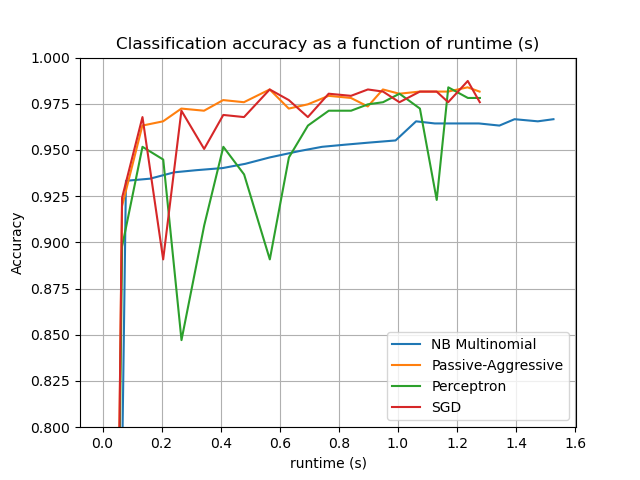 Classification accuracy as a function of runtime (s)
1.000
0.975
0.950
0.925
0.900
0.875
0.850
0.825
0.800
Accuracy
NB Multinomial
Passive-Aggressive
Perceptron
SGD
0.0 0.2 0.4 0.6 0.8 1.0 1.2 1.4 1.6
runtime (s)